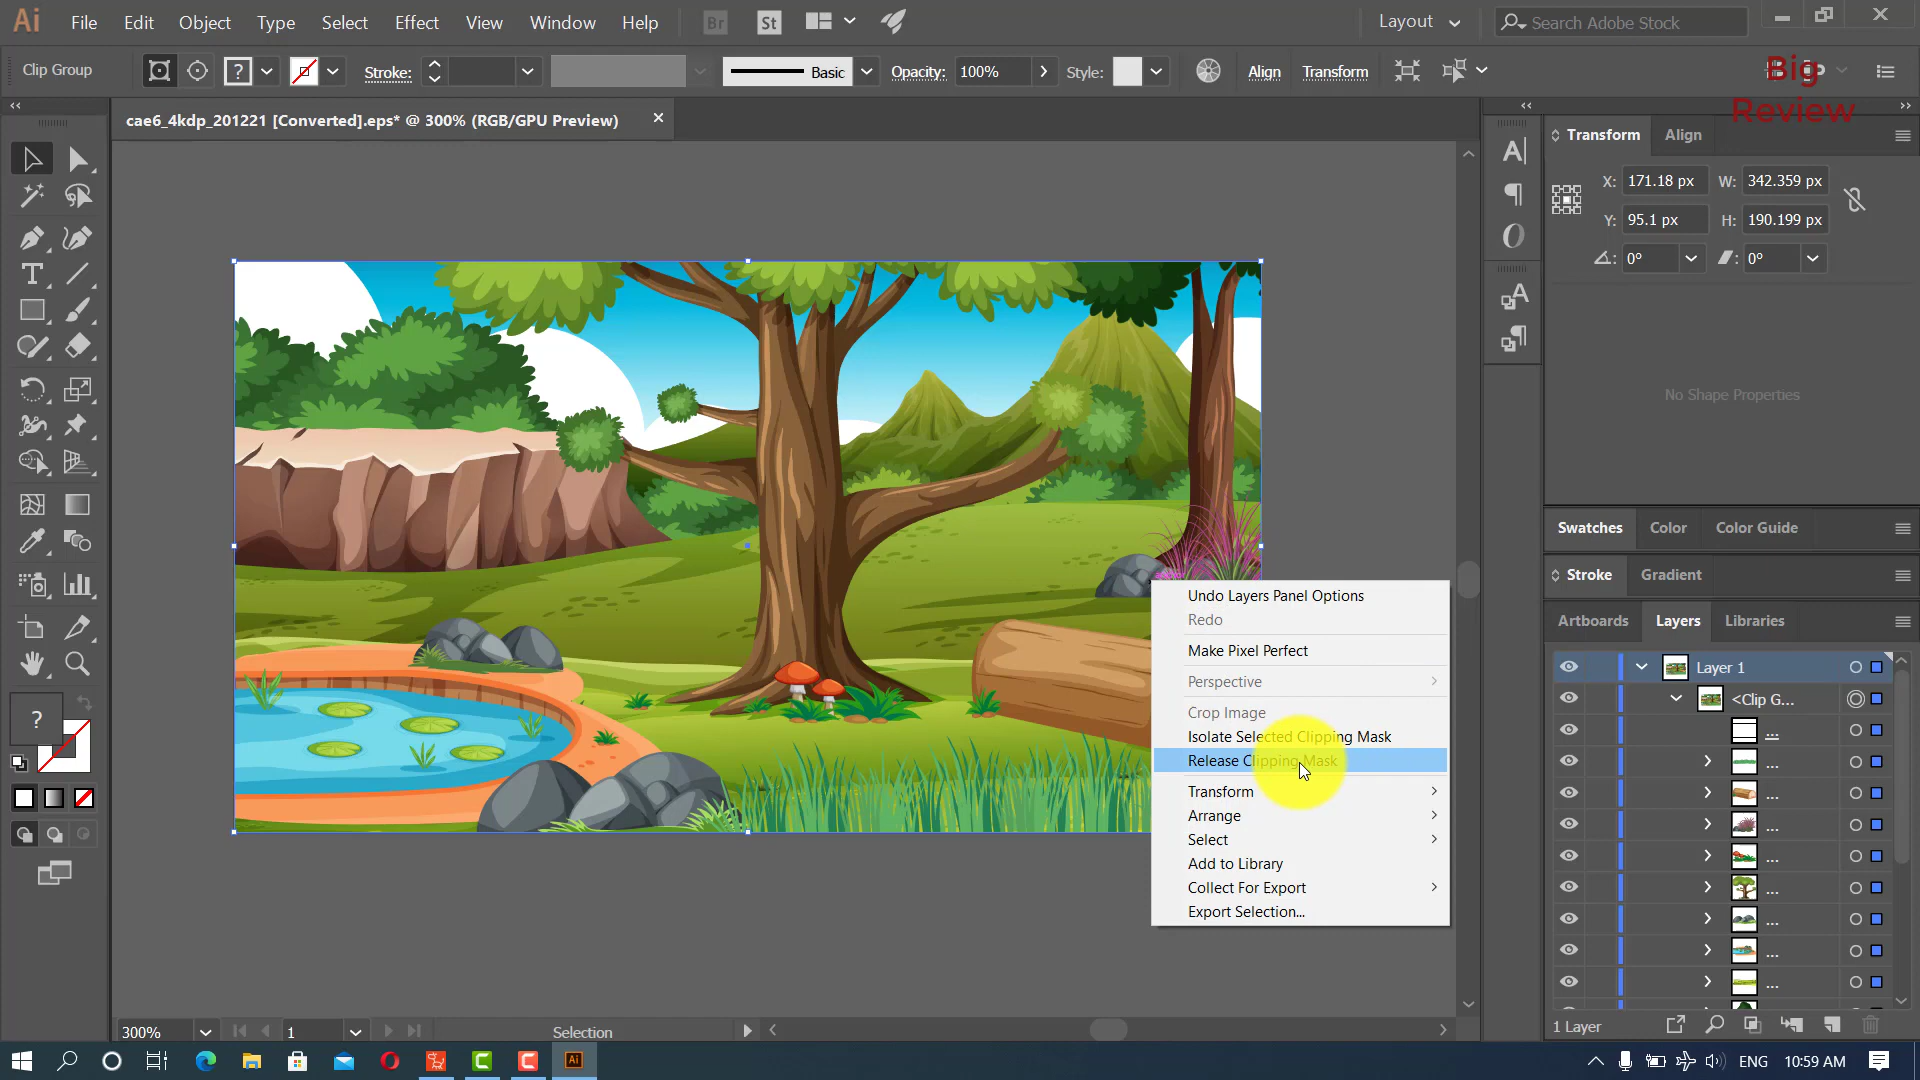 Ai File Edit Object Type Select Effect View Window Help Br St Layout Search Adobe Stock
Clip Group ? Stroke: Basic Opacity: 100% Style: Align Transform
Big
Review
cae6_4kdp_201221 [Converted].eps* @ 300% (RGB/GPU Preview)
Transform Align
X: 171.18 px W: 342.359 px
Y: 95.1 px H: 190.199 px
0° 0°
No Shape Properties
Swatches Color Color Guide
Stroke Gradient
Artboards Layers Libraries
Layer 1
<Clip G...
...
...
...
...
...
...
...
...
...
1 Layer
Undo Layers Panel Options
Redo
Make Pixel Perfect
Perspective
Crop Image
Isolate Selected Clipping Mask
Release Clipping Mask
Transform
Arrange
Select
Add to Library
Collect For Export
Export Selection...
?
300% 1 Selection
Ai ENG 10:59 AM